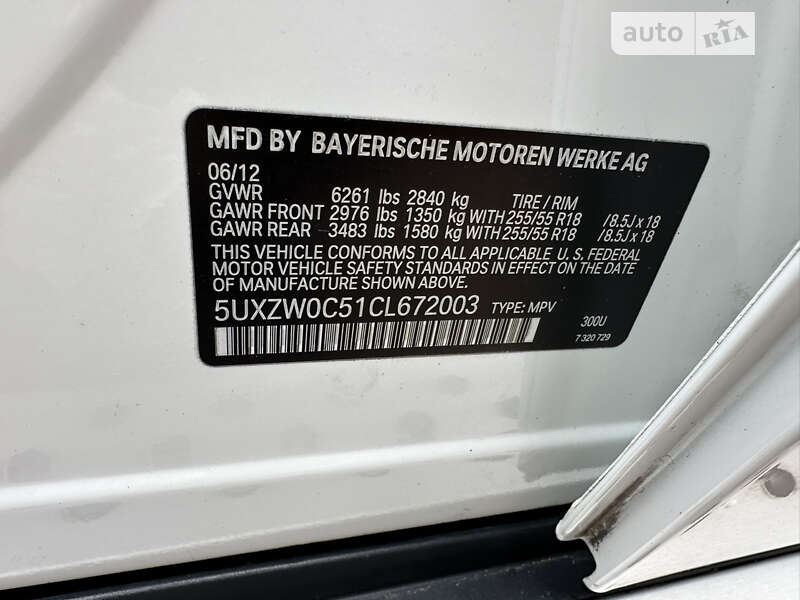 auto RIA
MFD BY BAYERISCHE MOTOREN WERKE AG
06/12
GVWR 6261 lbs 2840 kg TIRE / RIM
GAWR FRONT 2976 lbs 1350 kg WITH 255/55 R18 /8.5J x 18
GAWR REAR 3483 lbs 1580 kg WITH 255/55 R18 /8.5J x 18
THIS VEHICLE CONFORMS TO ALL APPLICABLE U. S. FEDERAL
MOTOR VEHICLE SAFETY STANDARDS IN EFFECT ON THE DATE
OF MANUFACTURE SHOWN ABOVE.
5UXZW0C51CL672003 TYPE: MPV
300U
7 320 729